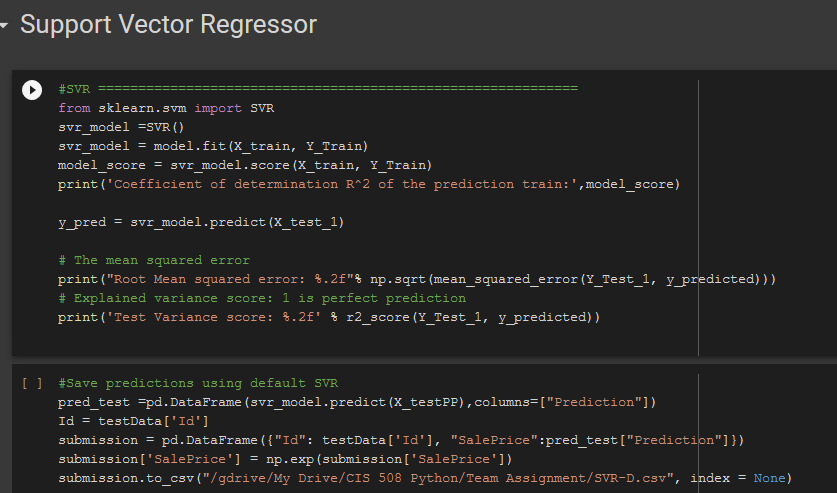 Support Vector Regressor
#SVR ============================================================
from sklearn.svm import SVR
svr_model =SVR()
svr_model = model.fit(X_train, Y_Train)
model_score = svr_model.score(X_train, Y_Train)
print('Coefficient of determination R^2 of the prediction train:',model_score)
y_pred = svr_model.predict(X_test_1)
# The mean squared error
print("Root Mean squared error: %.2f"% np.sqrt(mean_squared_error(Y_Test_1, y_predicted)))
# Explained variance score: 1 is perfect prediction
print('Test Variance score: %.2f' % r2_score(Y_Test_1, y_predicted))
[ ] #Save predictions using default SVR
pred_test =pd.DataFrame(svr_model.predict(X_testPP),columns=["Prediction"])
Id = testData['Id']
submission = pd.DataFrame({"Id": testData['Id'], "SalePrice":pred_test["Prediction"]})
submission['SalePrice'] = np.exp(submission['SalePrice'])
submission.to_csv("/gdrive/My Drive/CIS 508 Python/Team Assignment/SVR-D.csv", index = None)